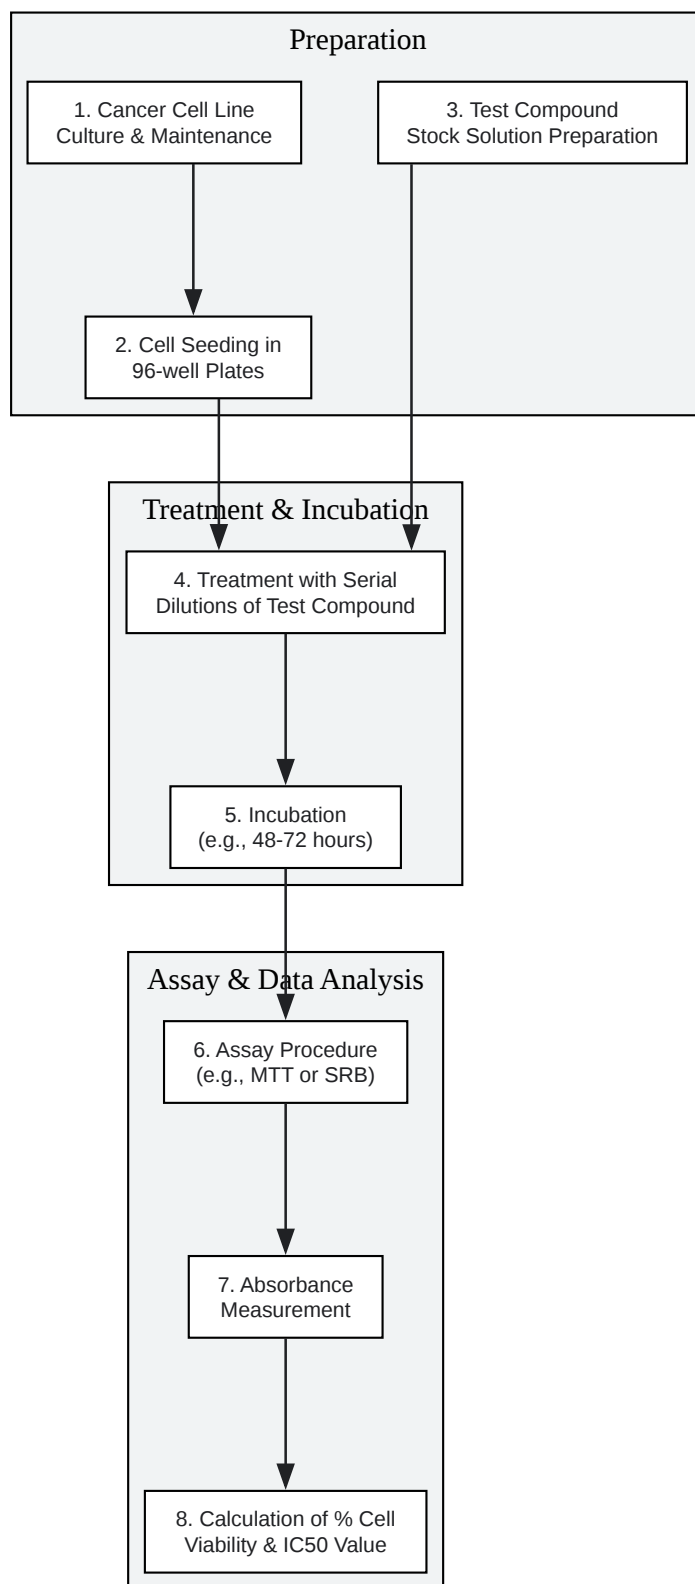 Preparation
1. Cancer Cell Line
Culture & Maintenance
3. Test Compound
Stock Solution Preparation
2. Cell Seeding in
96-well Plates
Treatment & Incubation
4. Treatment with Serial
Dilutions of Test Compound
5. Incubation
(e.g., 48-72 hours)
Assay & Data Analysis
6. Assay Procedure
(e.g., MTT or SRB)
7. Absorbance
Measurement
8. Calculation of % Cell
Viability & IC50 Value